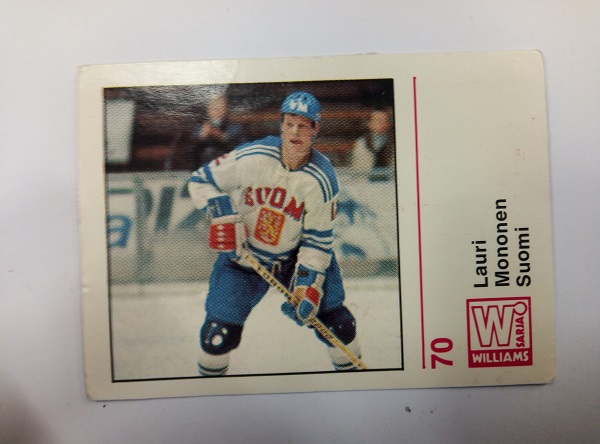 Lauri
Mononen
Suomi
70
W
SARJA
WILLIAMS
SUOMI